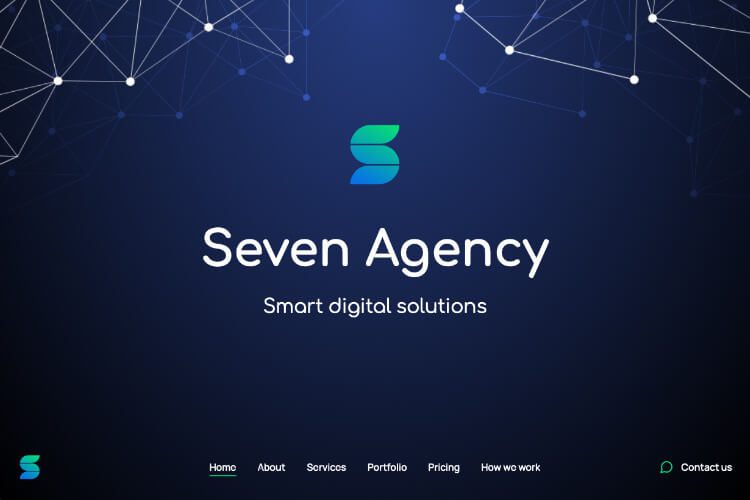 Seven Agency
Smart digital solutions
Home About Services Portfolio Pricing How we work Contact us